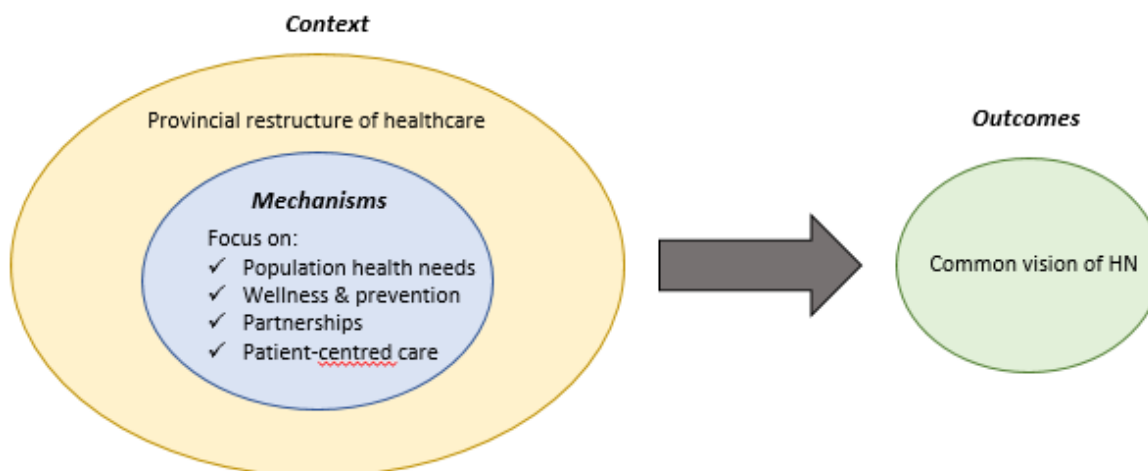 Context
Provincial restructure of healthcare
Mechanisms
Focus on:
✓ Population health needs
✓ Wellness & prevention
✓ Partnerships
✓ Patient-centred care
Outcomes
Common vision of HN